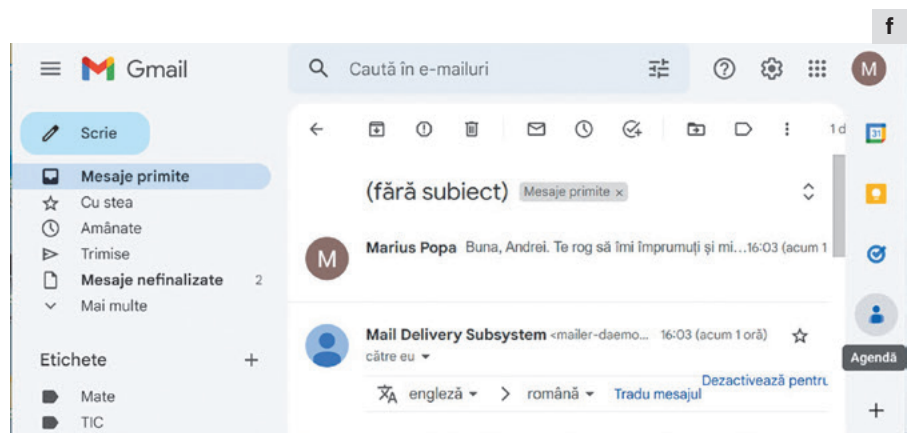 f
Gmail
Caută în e-mailuri
M
Scrie
1
31
Mesaje primite
Cu stea
Amânate
Trimise
Mesaje nefinalizate 2
Mai multe
Etichete +
Mate
TIC
(fără subiect) Mesaje primite ×
M
Marius Popa Buna, Andrei. Te rog să îmi împrumuți și mi...16:03 (acum 1
Mail Delivery Subsystem <mailer-daemo... 16:03 (acum 1 oră)
către eu
Agendă
Dezactivează pentru
engleză > română Tradu mesajul
+